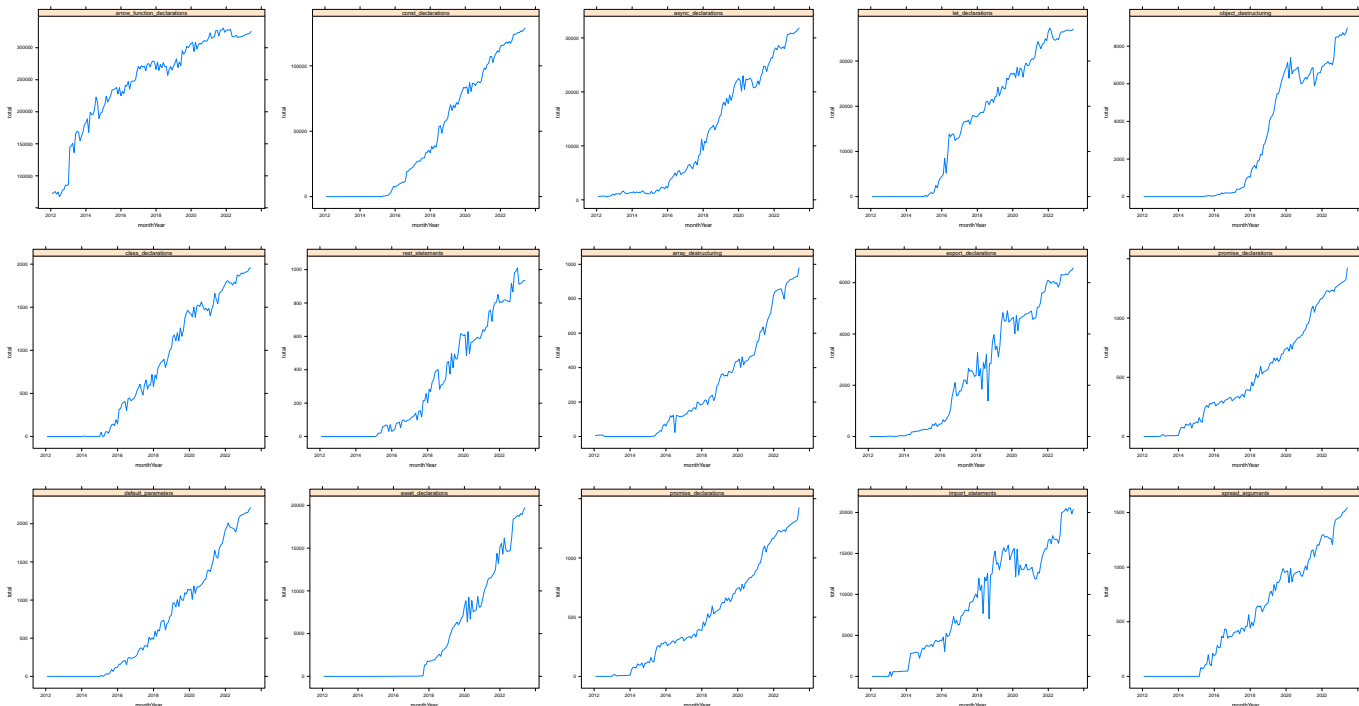 arrow_function_declarations
total
300000
250000
200000
150000
100000
2012 2014 2016 2018 2020 2022
monthYear
const_declarations
total
100000
50000
0
2012 2014 2016 2018 2020 2022
monthYear
async_declarations
total
30000
20000
10000
0
2012 2014 2016 2018 2020 2022
monthYear
let_declarations
total
30000
20000
10000
0
2012 2014 2016 2018 2020 2022
monthYear
object_destructuring
total
8000
6000
4000
2000
0
2012 2014 2016 2018 2020 2022
monthYear
class_declarations
total
2000
1500
1000
500
0
2012 2014 2016 2018 2020 2022
monthYear
rest_statements
total
1000
800
600
400
200
0
2012 2014 2016 2018 2020 2022
monthYear
array_destructuring
total
1000
800
600
400
200
0
2012 2014 2016 2018 2020 2022
monthYear
export_declarations
total
6000
4000
2000
0
2012 2014 2016 2018 2020 2022
monthYear
promise_declarations
total
1000
500
0
2012 2014 2016 2018 2020 2022
monthYear
default_parameters
total
2000
1500
1000
500
0
2012 2014 2016 2018 2020 2022
monthYear
await_declarations
total
20000
15000
10000
5000
0
2012 2014 2016 2018 2020 2022
monthYear
promise_declarations
total
1000
500
0
2012 2014 2016 2018 2020 2022
monthYear
import_statements
total
20000
15000
10000
5000
0
2012 2014 2016 2018 2020 2022
monthYear
spread_arguments
total
1500
1000
500
0
2012 2014 2016 2018 2020 2022
monthYear